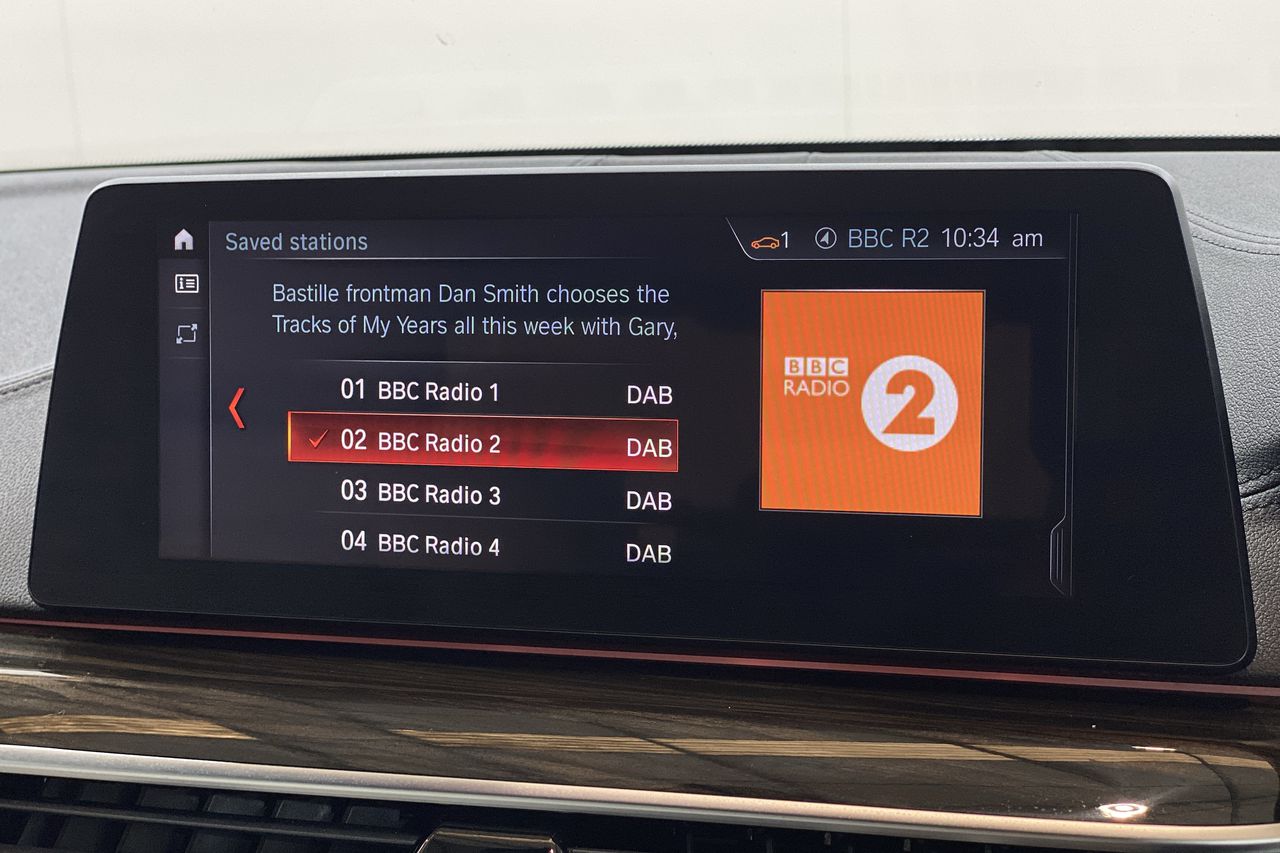 Saved stations
1 BBC R2 10:34 am
Bastille frontman Dan Smith chooses the
Tracks of My Years all this week with Gary,
01 BBC Radio 1 DAB
02 BBC Radio 2 DAB
03 BBC Radio 3 DAB
04 BBC Radio 4 DAB
BBC
RADIO
2